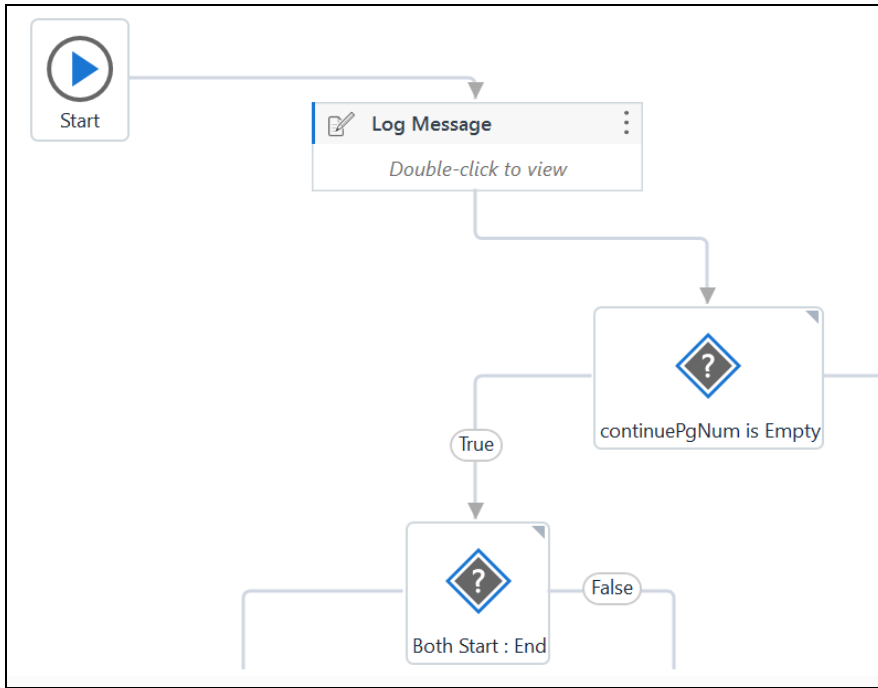 Start
Log Message
Double-click to view
?
continuePgNum is Empty
True
?
False
Both Start : End